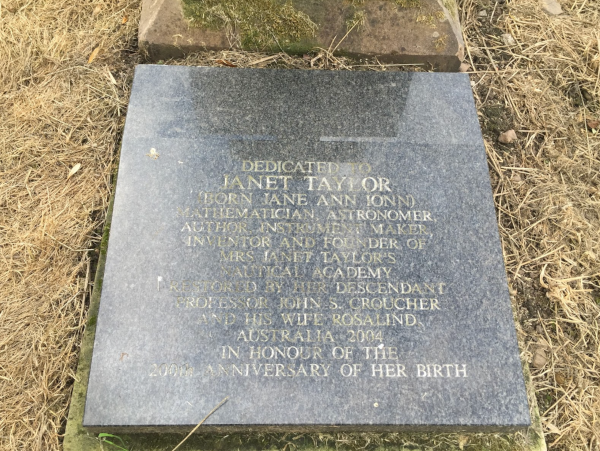 DEDICATED TO
JANET TAYLOR
(BORN JANE ANN IONN)
MATHEMATICIAN, ASTRONOMER,
AUTHOR, INSTRUMENT MAKER,
INVENTOR AND FOUNDER OF
MRS JANET TAYLOR'S
NAUTICAL ACADEMY
RESTORED BY HER DESCENDANT
PROFESSOR JOHN S. CROUCHER
AND HIS WIFE ROSALIND,
AUSTRALIA, 2004
IN HONOUR OF THE
200th ANNIVERSARY OF HER BIRTH